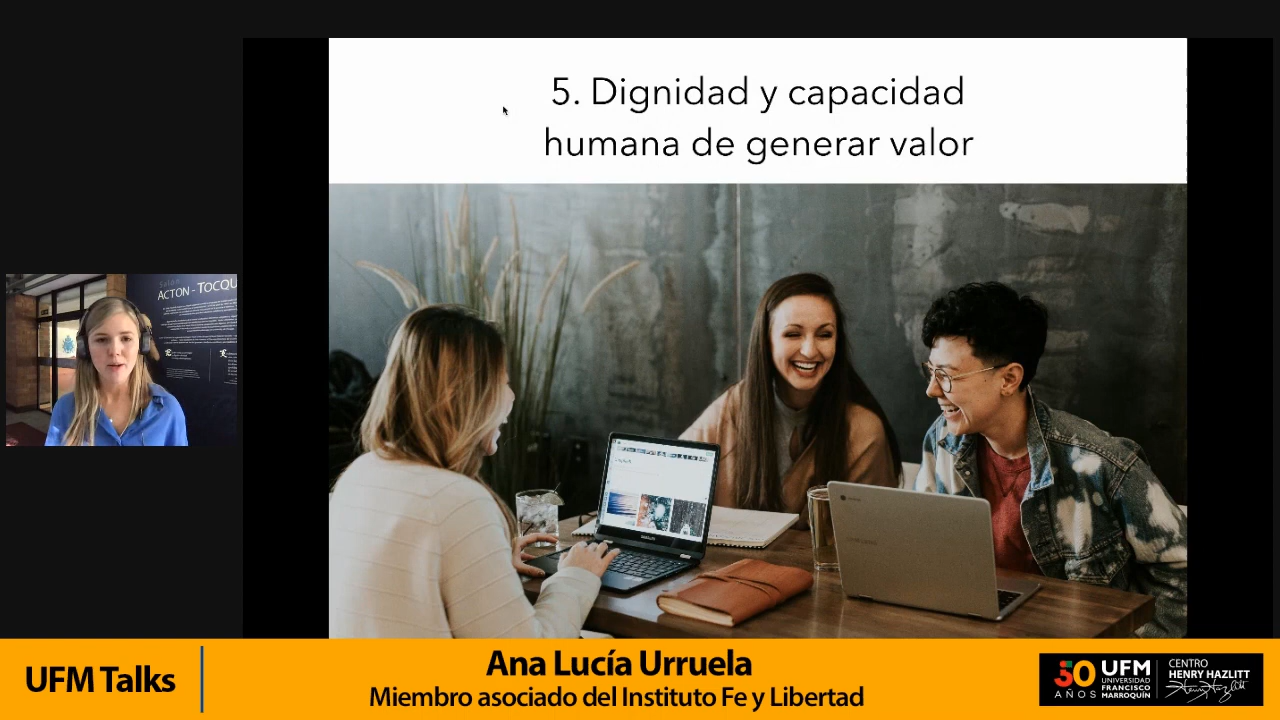 5. Dignidad y capacidad
humana de generar valor
ACTON - TOCQU
UFM Talks
Ana Lucía Urruela
Miembro asociado del Instituto Fe y Libertad
50
AÑOS
UFM
UNIVERSIDAD
FRANCISCO
MARROQUÍN
CENTRO
HENRY HAZLITT